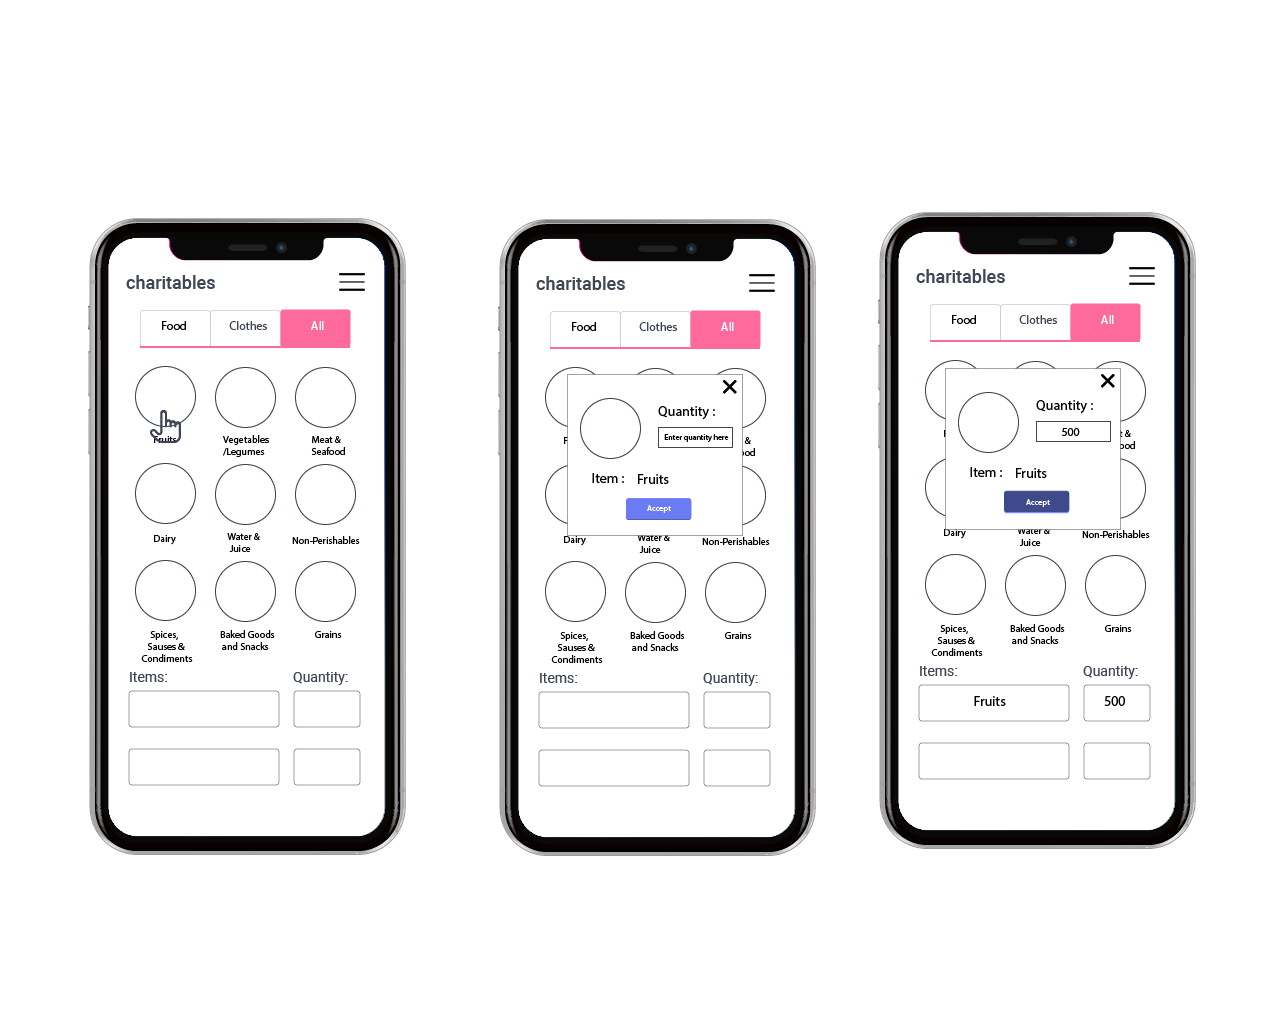 charitables
Food Clothes All
Fruits Vegetables Meat &
/Legumes Seafood
Dairy Water & Non-Perishables
Juice
Spices, Baked Goods Grains
Sauses & and Snacks
Condiments
Items: Quantity:
charitables
Food Clothes All
Quantity :
Enter quantity here
F &
ood
Item : Fruits
Accept
Dairy Water & Non-Perishables
Juice
Spices, Baked Goods Grains
Sauses & and Snacks
Condiments
Items: Quantity:
charitables
Food Clothes All
Quantity :
500
t &
ood
Item : Fruits
Accept
Dairy Water & Non-Perishables
Juice
Spices, Baked Goods Grains
Sauses & and Snacks
Condiments
Items: Quantity:
Fruits 500